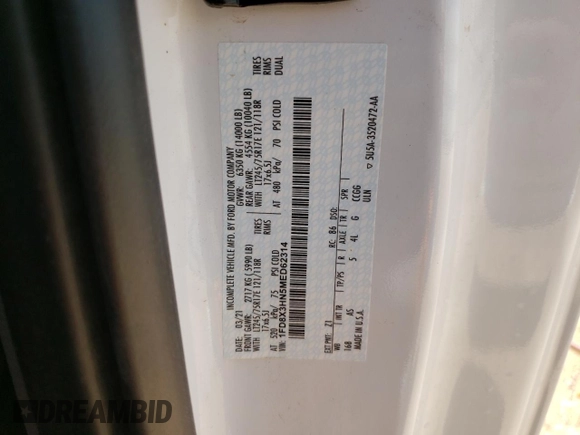 INCOMPLETE VEHICLE MFD. BY FORD MOTOR COMPANY
DATE: 03/21 GVWR: 6350 KG (14000 LB)
FRONT GAWR: 2717 KG (5990 LB) REAR GAWR: 4554 KG (10040 LB)
WITH LT245/75R17E 121/118R TIRES WITH LT245/75R17E 121/118R TIRES
17x6.5J RIMS 17x6.5J RIMS
AT 520 kPa/ 75 PSI COLD AT 480 kPa/ 70 PSI COLD DUAL
VIN: 1FD8X3HN5MED62314
EXT PNT: Z1 RC: 86 DSO:
WB INT TR TP/PS R AXLE TR SPR
168 AS 5 4L G CCGG
MADE IN U.S.A. ULN
▽ 5U5A-3520472-AA
DREAMBID